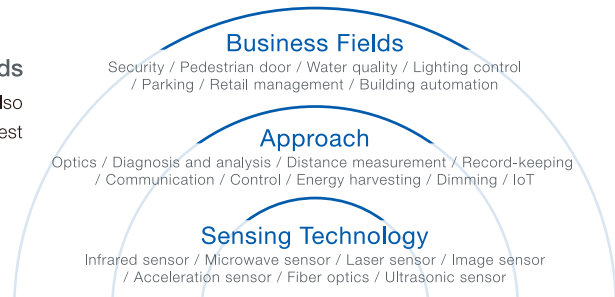 Business Fields
Security / Pedestrian door / Water quality / Lighting control
/ Parking / Retail management / Building automation
ds
lso
est
Approach
Optics / Diagnosis and analysis / Distance measurement / Record-keeping
/ Communication / Control / Energy harvesting / Dimming / IoT
Sensing Technology
Infrared sensor / Microwave sensor / Laser sensor / Image sensor
/ Acceleration sensor / Fiber optics / Ultrasonic sensor